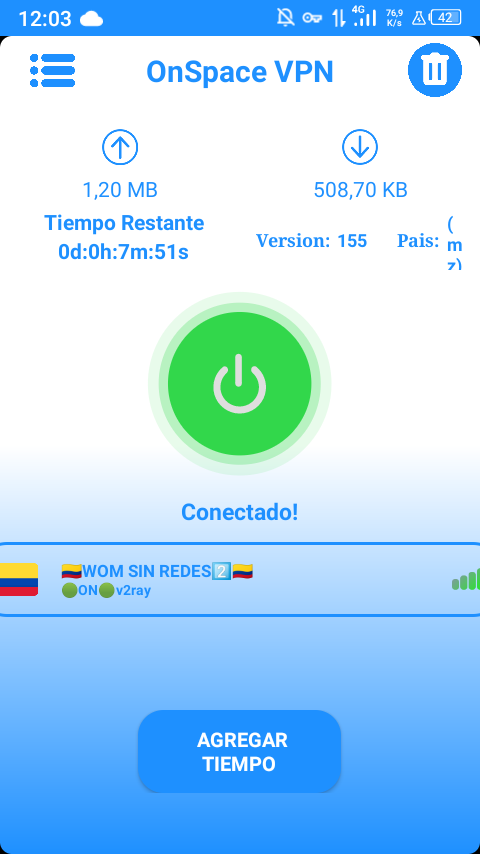 12:03
4G
76,9
K/s
42
OnSpace VPN
1,20 MB
508,70 KB
Tiempo Restante
0d:0h:7m:51s
Version: 155
Pais:
(
m
z)
Conectado!
🇨🇴WOM SIN REDES2️⃣🇨🇴
🟢ON🟢v2ray
AGREGAR
TIEMPO